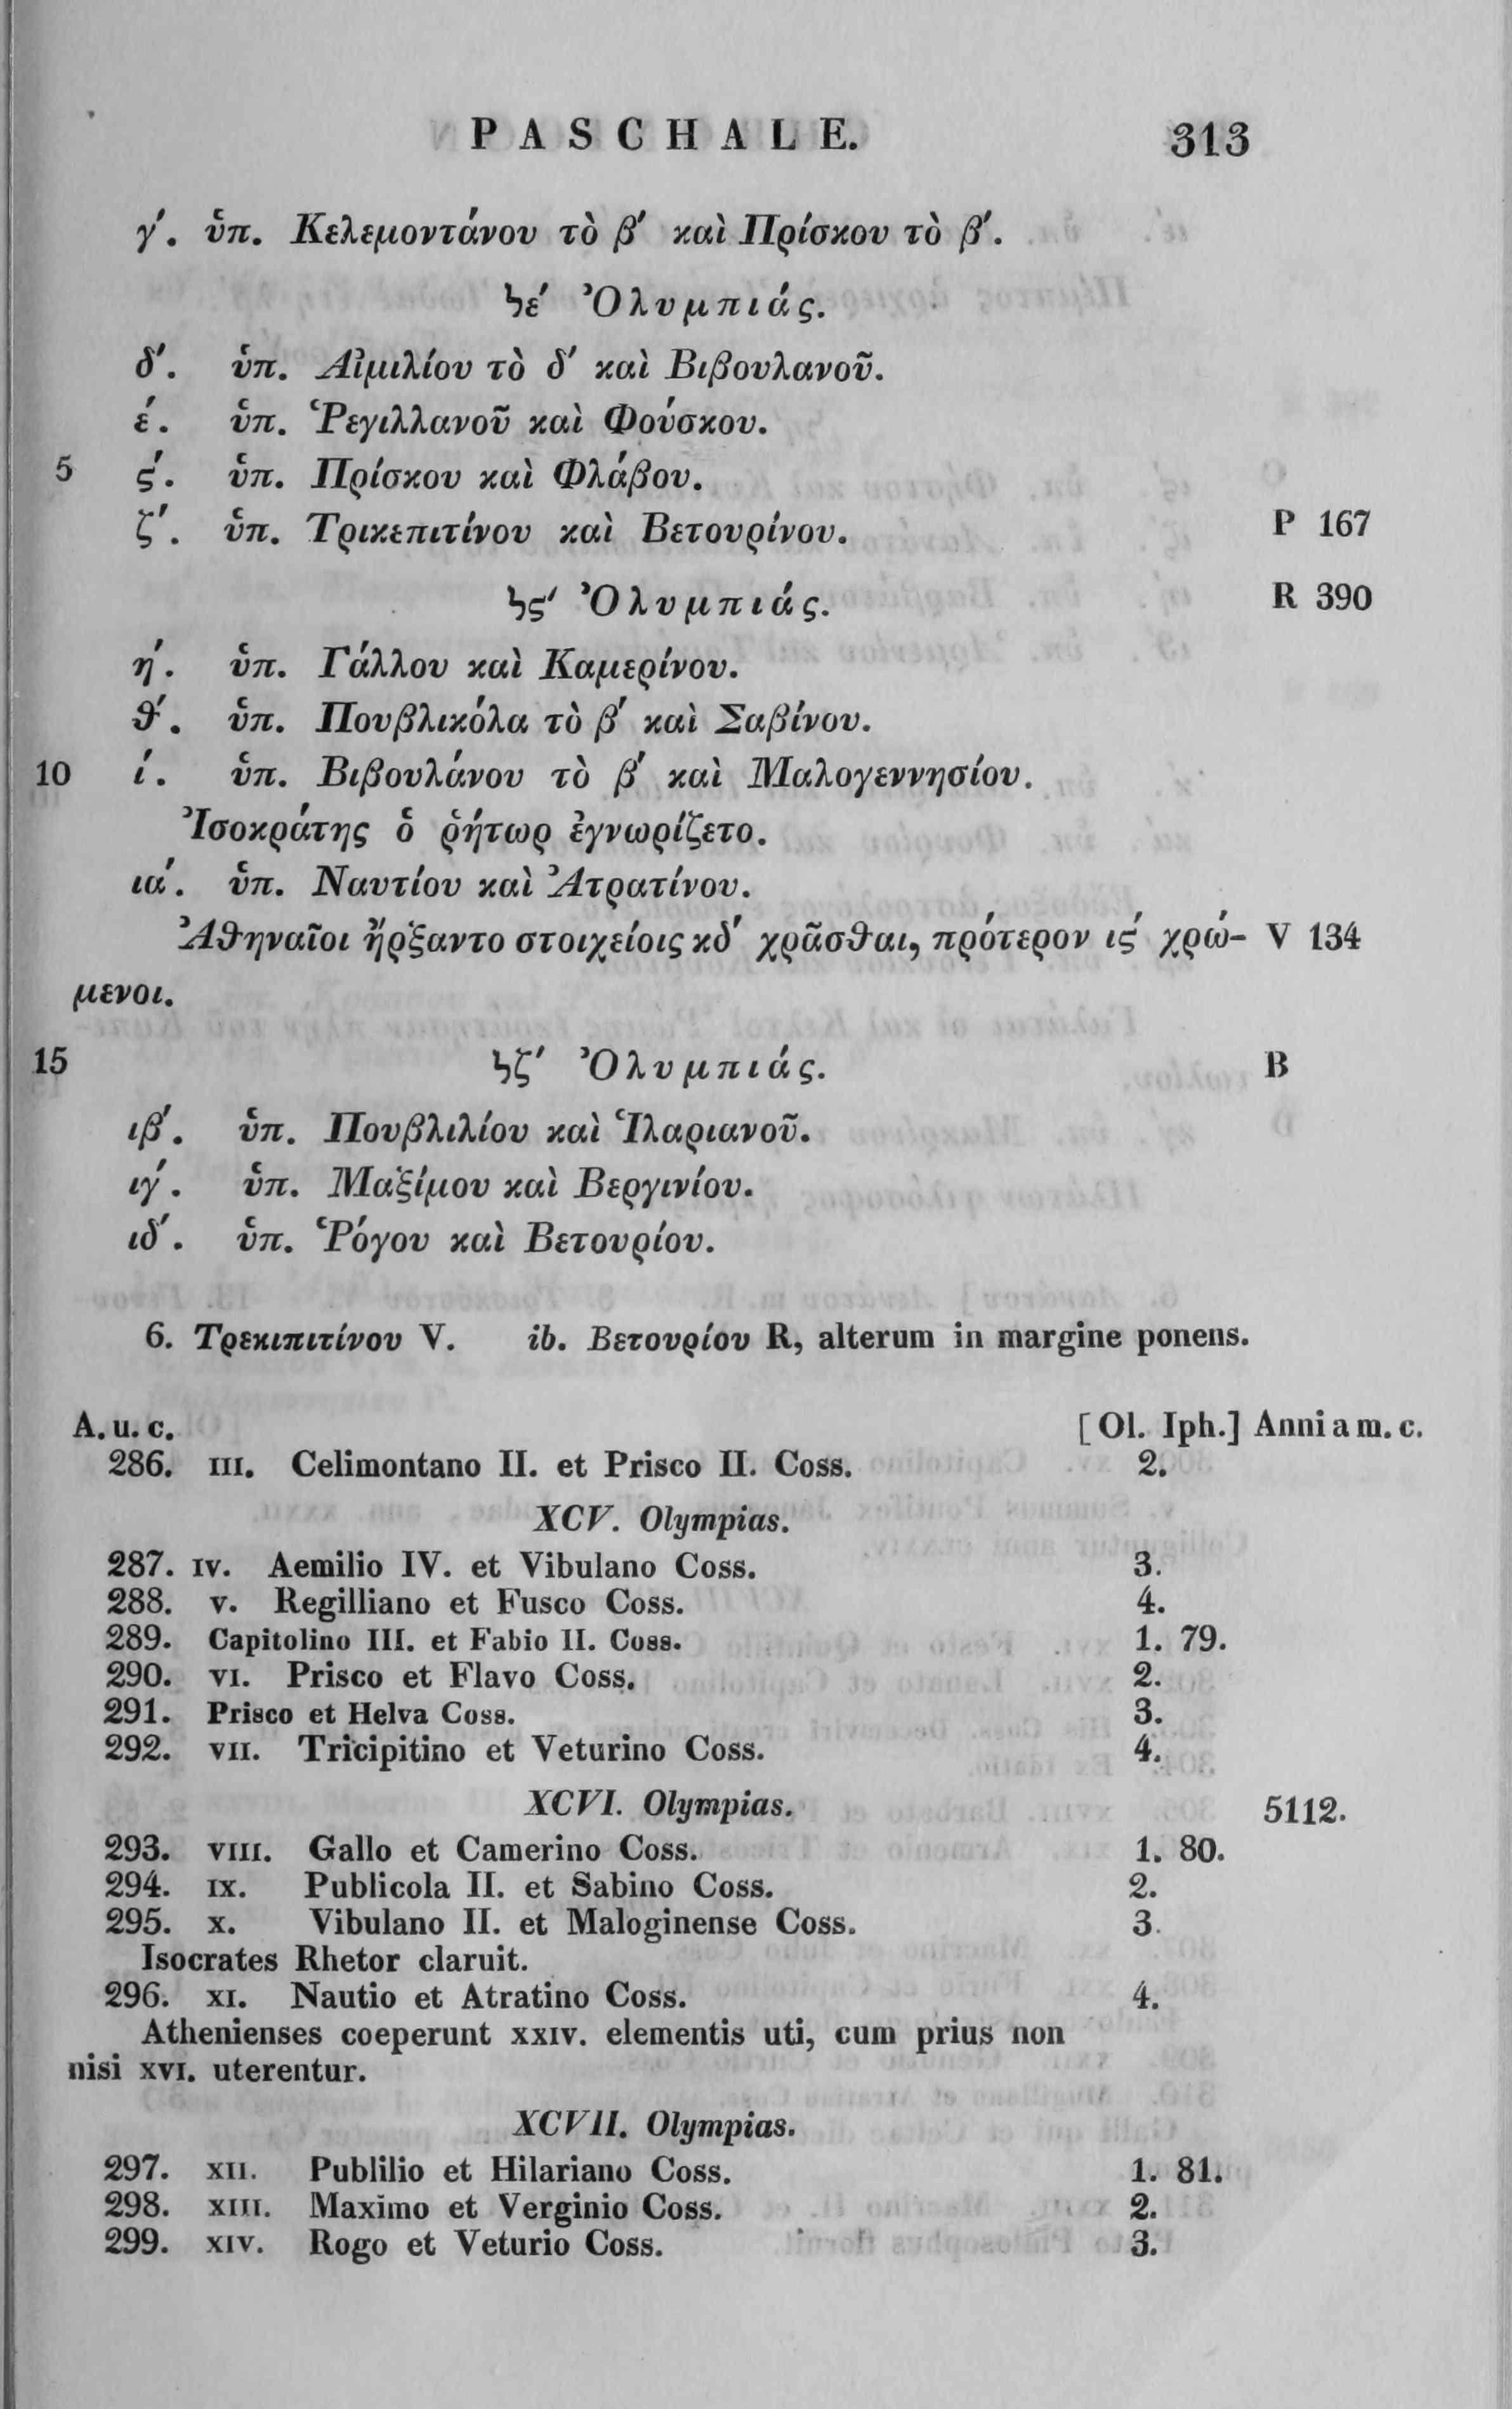 PASCHALE. 313
γ΄. ὑπ. Κελεμοντάνου τὸ β΄ καὶ Πρίσκου τὸ β΄.
Ϟε΄ Ὀλυμπιάς.
δ΄. ὑπ. Αἰμιλίου τὸ δ΄ καὶ Βιβουλανοῦ.
ε΄. ὑπ. Ῥεγιλλανοῦ καὶ Φούσκου.
5 ϛ΄. ὑπ. Πρίσκου καὶ Φλάβου.
ζ΄. ὑπ. Τρικεπιτίνου καὶ Βετουρίνου. P 167
Ϟϛ΄ Ὀλυμπιάς. R 390
η΄. ὑπ. Γάλλου καὶ Καμερίνου.
θ΄. ὑπ. Πουβλικόλα τὸ β΄ καὶ Σαβίνου.
10 ι΄. ὑπ. Βιβουλάνου τὸ β΄ καὶ Μαλογεννησίου.
Ἰσοκράτης ὁ ῥήτωρ ἐγνωρίζετο.
ια΄. ὑπ. Ναυτίου καὶ Ἀτρατίνου.
Ἀθηναῖοι ἤρξαντο στοιχείοις κδ΄ χρᾶσθαι, πρότερον ιϛ΄ χρώ- V 134
μενοι.
15 Ϟζ΄ Ὀλυμπιάς. B
ιβ΄. ὑπ. Πουβλιλίου καὶ Ἱλαριανοῦ.
ιγ΄. ὑπ. Μαξίμου καὶ Βεργινίου.
ιδ΄. ὑπ. Ῥόγου καὶ Βετουρίου.
6. Τρεκιπιτίνου V. ib. Βετουρίου R, alterum in margine ponens.
A. u. c. [Ol. Iph.] Anni a m. c.
286. III. Celimontano II. et Prisco II. Coss. 2.
XCV. Olympias.
287. IV. Aemilio IV. et Vibulano Coss. 3.
288. V. Regilliano et Fusco Coss. 4.
289. Capitolino III. et Fabio II. Coss. 1. 79.
290. VI. Prisco et Flavo Coss. 2.
291. Prisco et Helva Coss. 3.
292. VII. Tricipitino et Veturino Coss. 4.
XCVI. Olympias. 5112.
293. VIII. Gallo et Camerino Coss. 1. 80.
294. IX. Publicola II. et Sabino Coss. 2.
295. X. Vibulano II. et Maloginense Coss. 3.
Isocrates Rhetor claruit.
296. XI. Nautio et Atratino Coss. 4.
Athenienses coeperunt XXIV. elementis uti, cum prius non
nisi XVI. uterentur.
XCVII. Olympias.
297. XII. Publilio et Hilariano Coss. 1. 81.
298. XIII. Maximo et Verginio Coss. 2.
299. XIV. Rogo et Veturio Coss. 3.